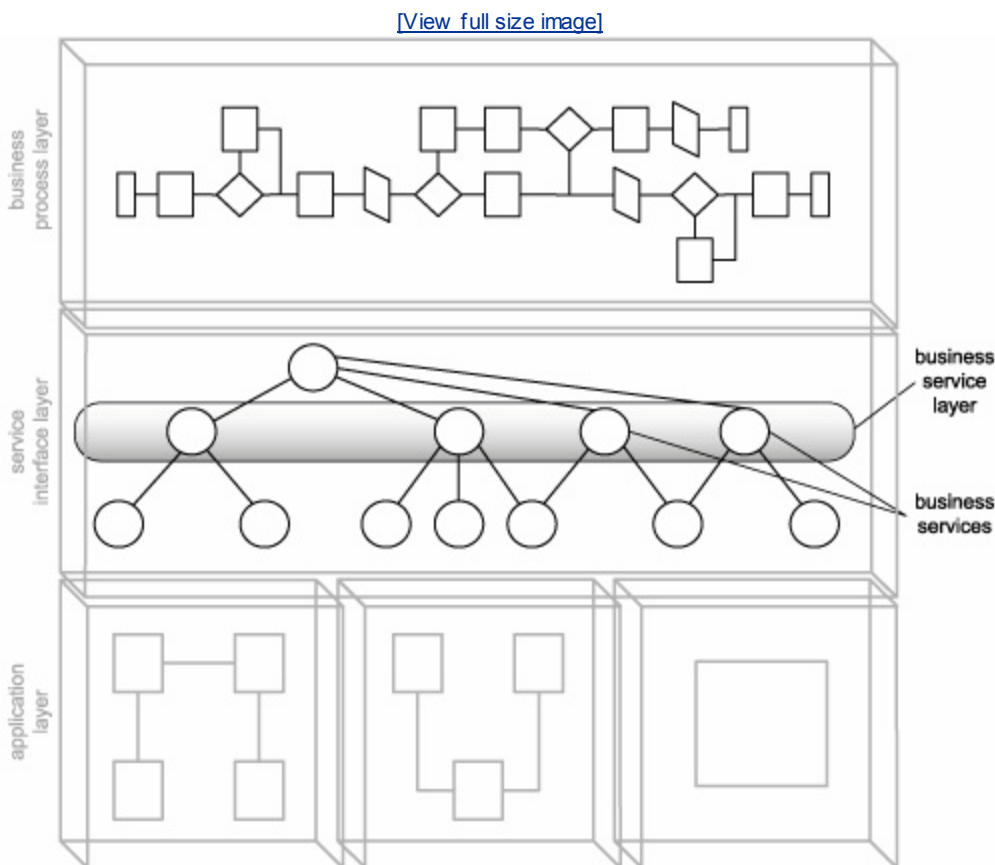 [View full size image]
business
process layer
service
interface layer
business
service
layer
business
services
application
layer